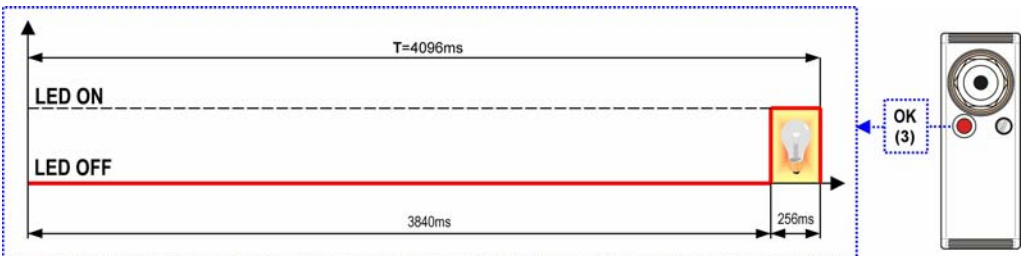 T=4096ms
LED ON
OK
(3)
LED OFF
3840ms
256ms